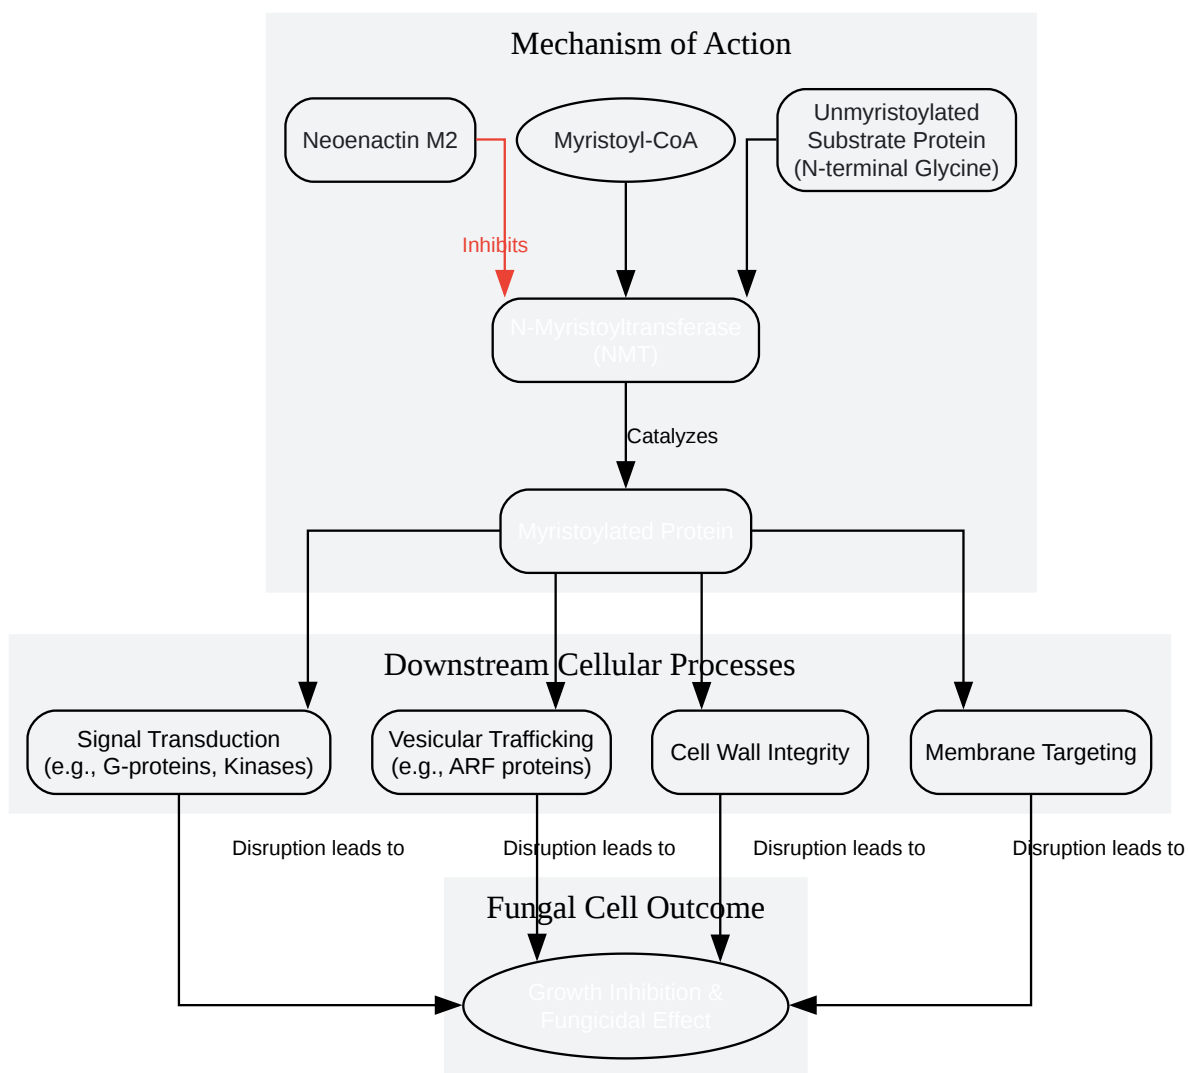 Mechanism of Action
Neoenactin M2
Myristoyl-CoA
Unmyristoylated
Substrate Protein
(N-terminal Glycine)
Inhibits
N-Myristoyltransferase
(NMT)
Catalyzes
Myristoylated Protein
Downstream Cellular Processes
Signal Transduction
(e.g., G-proteins, Kinases)
Vesicular Trafficking
(e.g., ARF proteins)
Cell Wall Integrity
Membrane Targeting
Disruption leads to
Disruption leads to
Disruption leads to
Disruption leads to
Fungal Cell Outcome
Growth Inhibition &
Fungicidal Effect